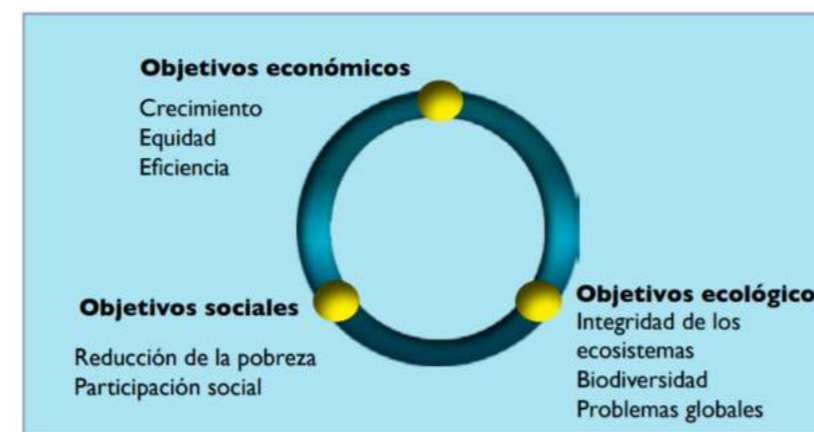 Objetivos económicos
Crecimiento
Equidad
Eficiencia
Objetivos sociales
Reducción de la pobreza
Participación social
Objetivos ecológico
Integridad de los
ecosistemas
Biodiversidad
Problemas globales